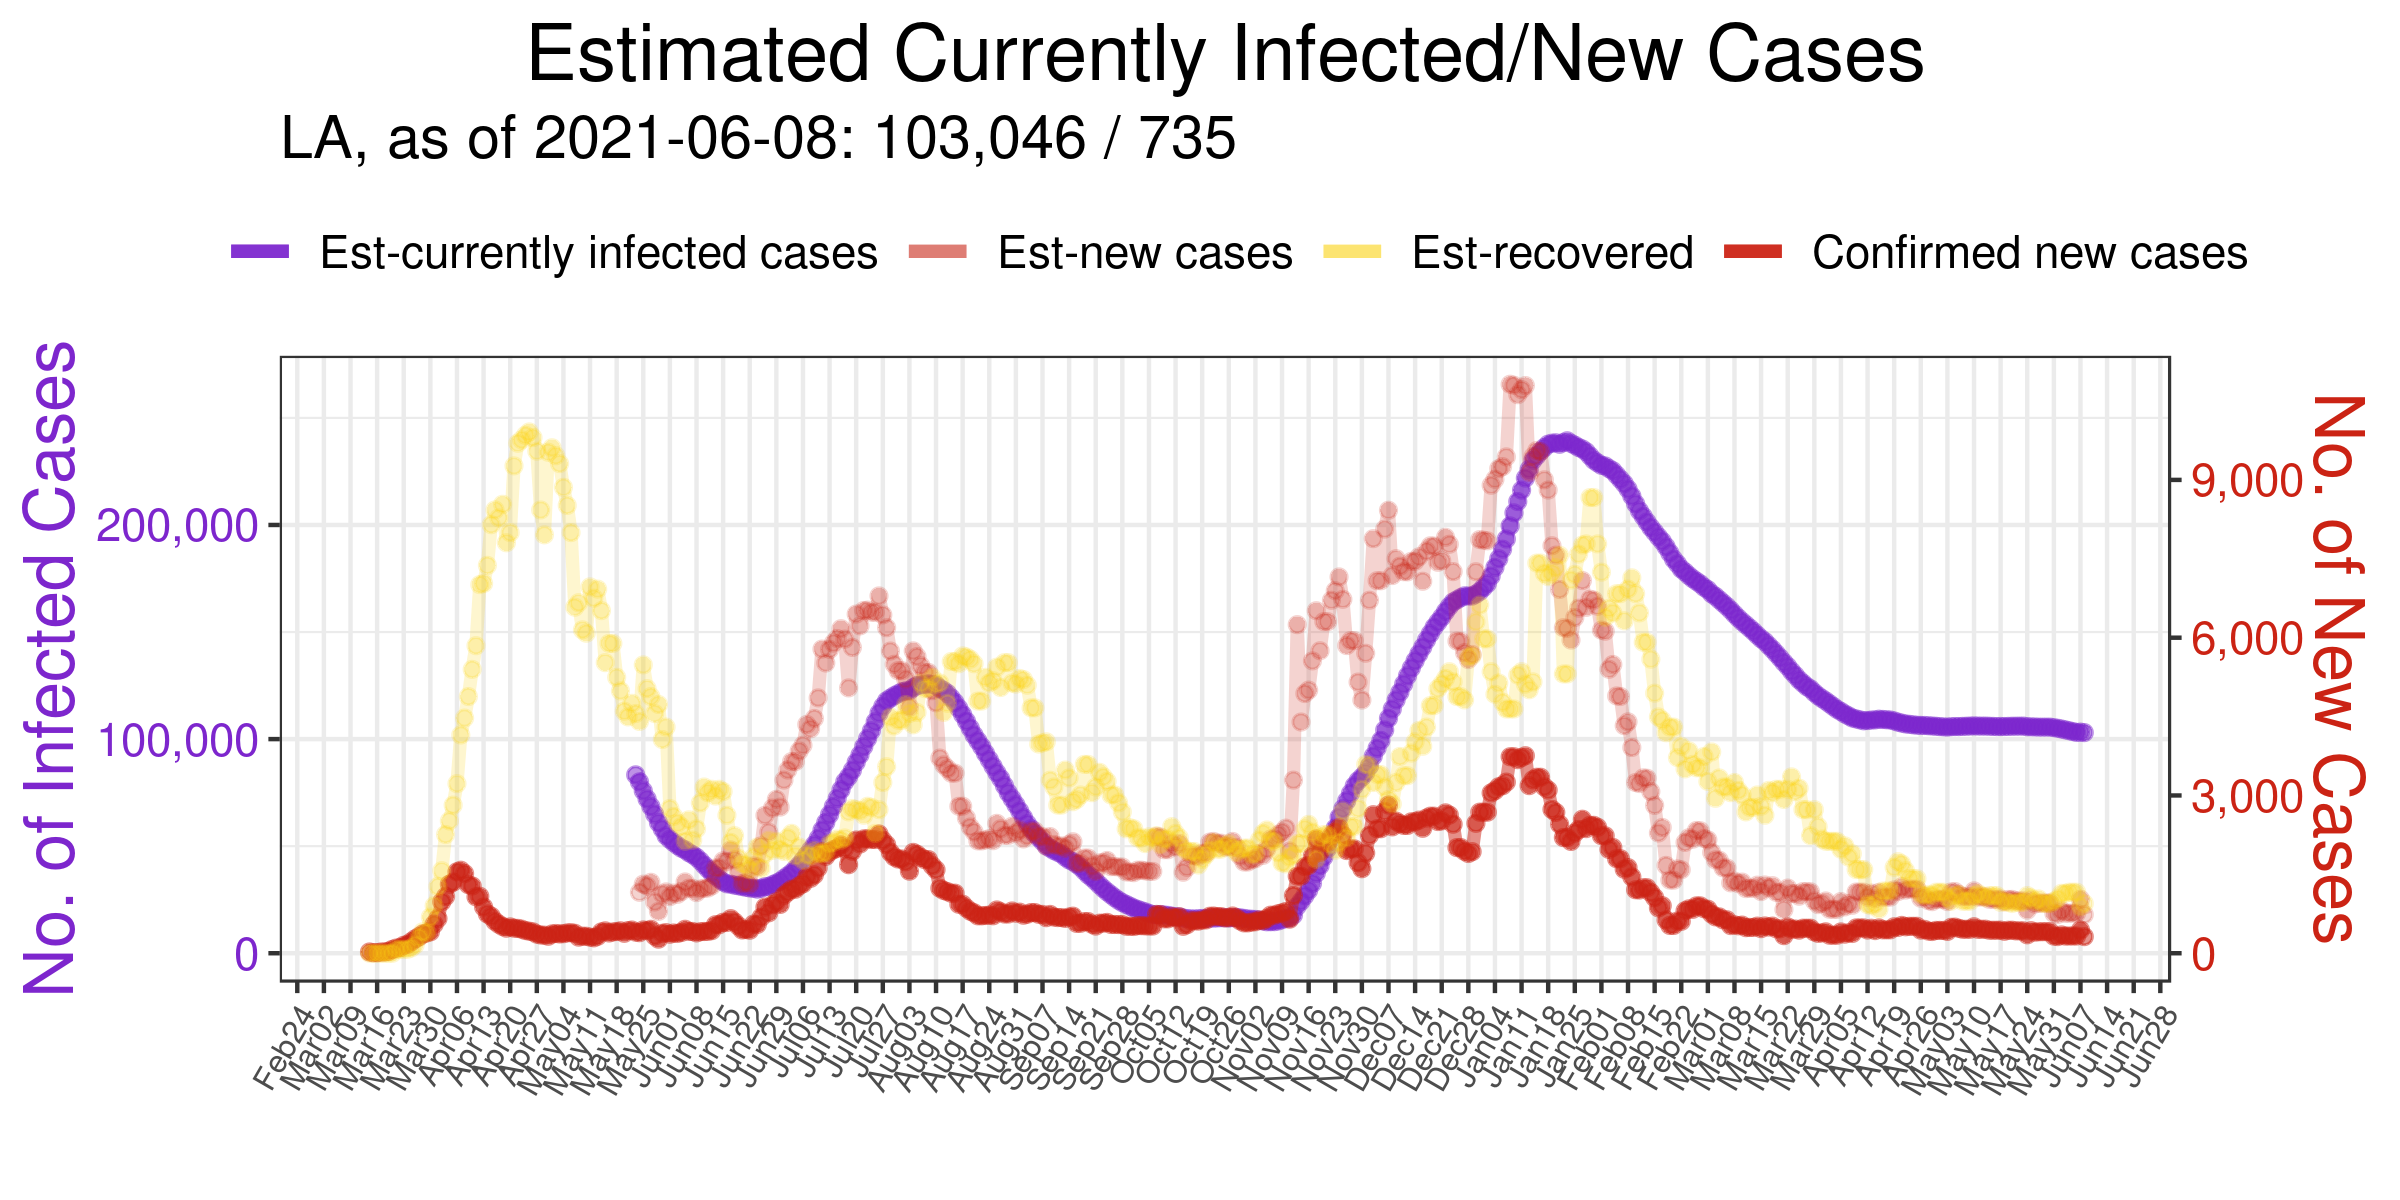 Estimated Currently Infected/New Cases
LA, as of 2021-06-08: 103,046 / 735
Est-currently infected cases Est-new cases Est-recovered Confirmed new cases
No. of Infected Cases
200,000
100,000
0
9,000
6,000
3,000
0
No. of New Cases
Feb24 Mar02 Mar09 Mar16 Mar23 Mar30 Apr06 Apr13 Apr20 Apr27 May04 May11 May18 May25 Jun01 Jun08 Jun15 Jun22 Jun29 Jul06 Jul13 Jul20 Jul27 Aug03 Aug10 Aug17 Aug24 Aug31 Sep07 Sep14 Sep21 Sep28 Oct05 Oct12 Oct19 Oct26 Nov02 Nov09 Nov16 Nov23 Nov30 Dec07 Dec14 Dec21 Dec28 Jan04 Jan11 Jan18 Jan25 Feb01 Feb08 Feb15 Feb22 Mar01 Mar08 Mar15 Mar22 Mar29 Apr05 Apr12 Apr19 Apr26 May03 May10 May17 May24 May31 Jun07 Jun14 Jun21 Jun28